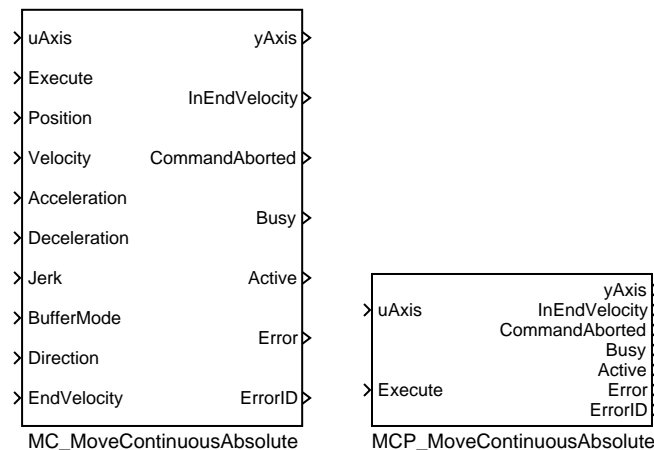 uAxis
yAxis
Execute
InEndVelocity
Position
Velocity
CommandAborted
Acceleration
Busy
Deceleration
Jerk
Active
BufferMode
Error
Direction
EndVelocity
ErrorID
MC_MoveContinuousAbsolute
uAxis
Execute
yAxis
InEndVelocity
CommandAborted
Busy
Active
Error
ErrorID
MCP_MoveContinuousAbsolute